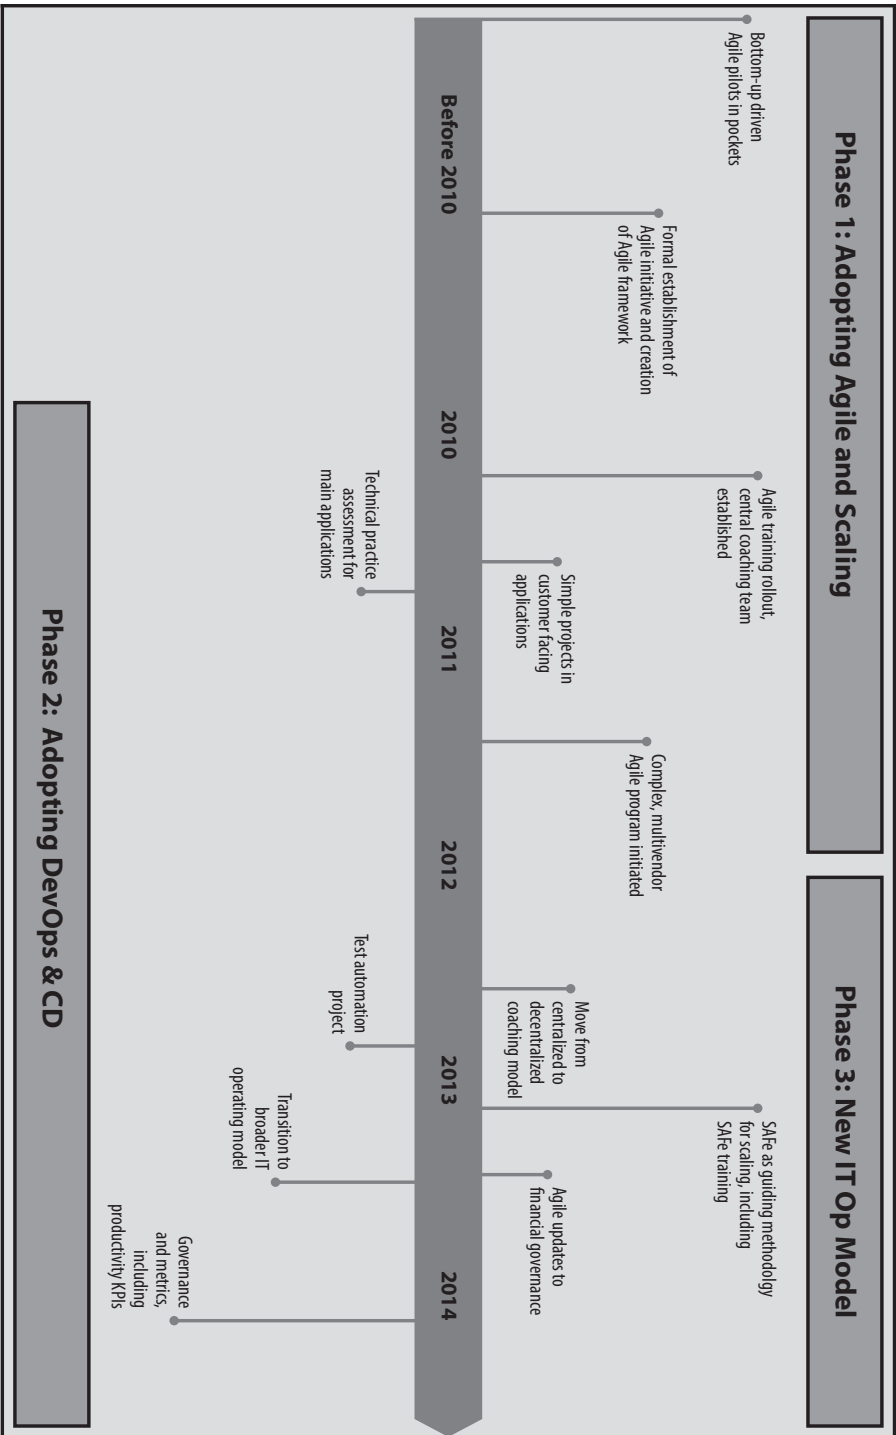 Phase 1: Adopting Agile and Scaling
Phase 3: New IT Op Model
Bottom-up driven
Agile pilots in pockets
Formal establishment of
Agile initiative and creation
of Agile framework
Agile training rollout,
central coaching team
established
Simple projects in
customer facing
applications
Complex, multivendor
Agile program initiated
Move from
centralized to
decentralized
coaching model
SAFe as guiding methodolgy
for scaling, including
SAFe training
Agile updates to
financial governance
Before 2010
2010
2011
2012
2013
2014
Technical practice
assessment for
main applications
Test automation
project
Transition to
broader IT
operating model
Governance
and metrics,
including
productivity KPIs
Phase 2: Adopting DevOps & CD